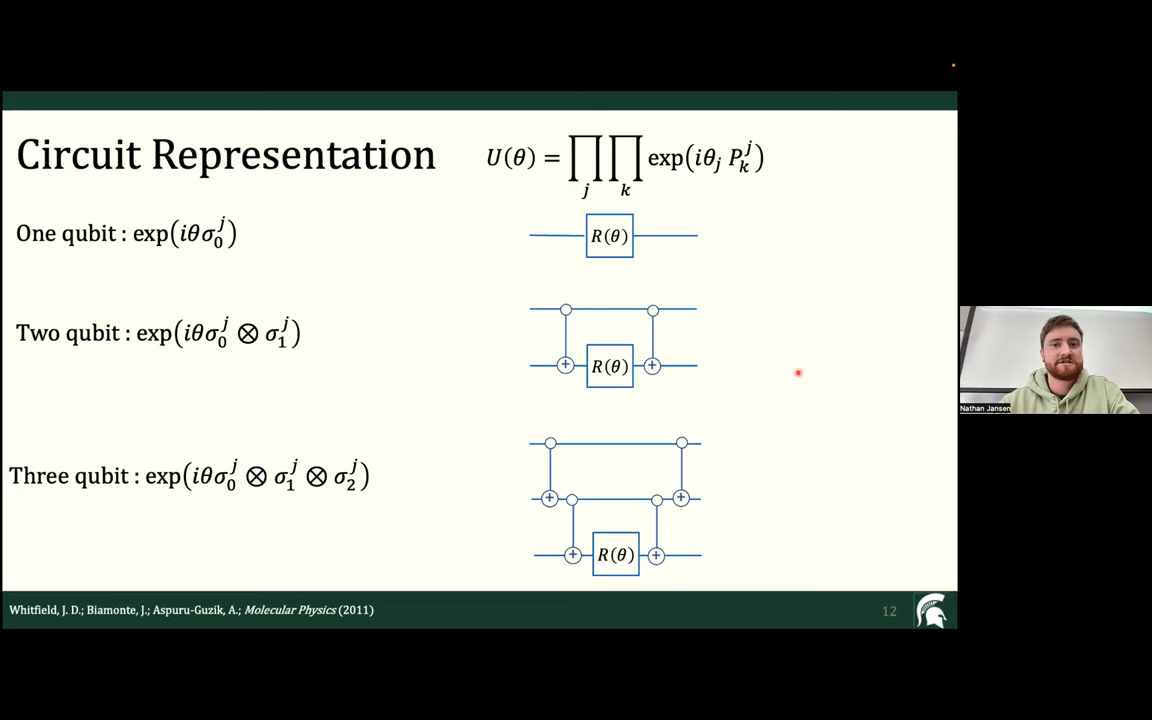 Circuit Representation
U(θ) = ∏_j ∏_k exp(iθ_j P_k^j)
One qubit : exp(iθσ_0^j)
R(θ)
Two qubit : exp(iθσ_0^j ⊗ σ_1^j)
R(θ)
Three qubit : exp(iθσ_0^j ⊗ σ_1^j ⊗ σ_2^j)
R(θ)
Whitfield, J. D.; Biamonte, J.; Aspuru-Guzik, A.; Molecular Physics (2011)
12
Nathan Jansen